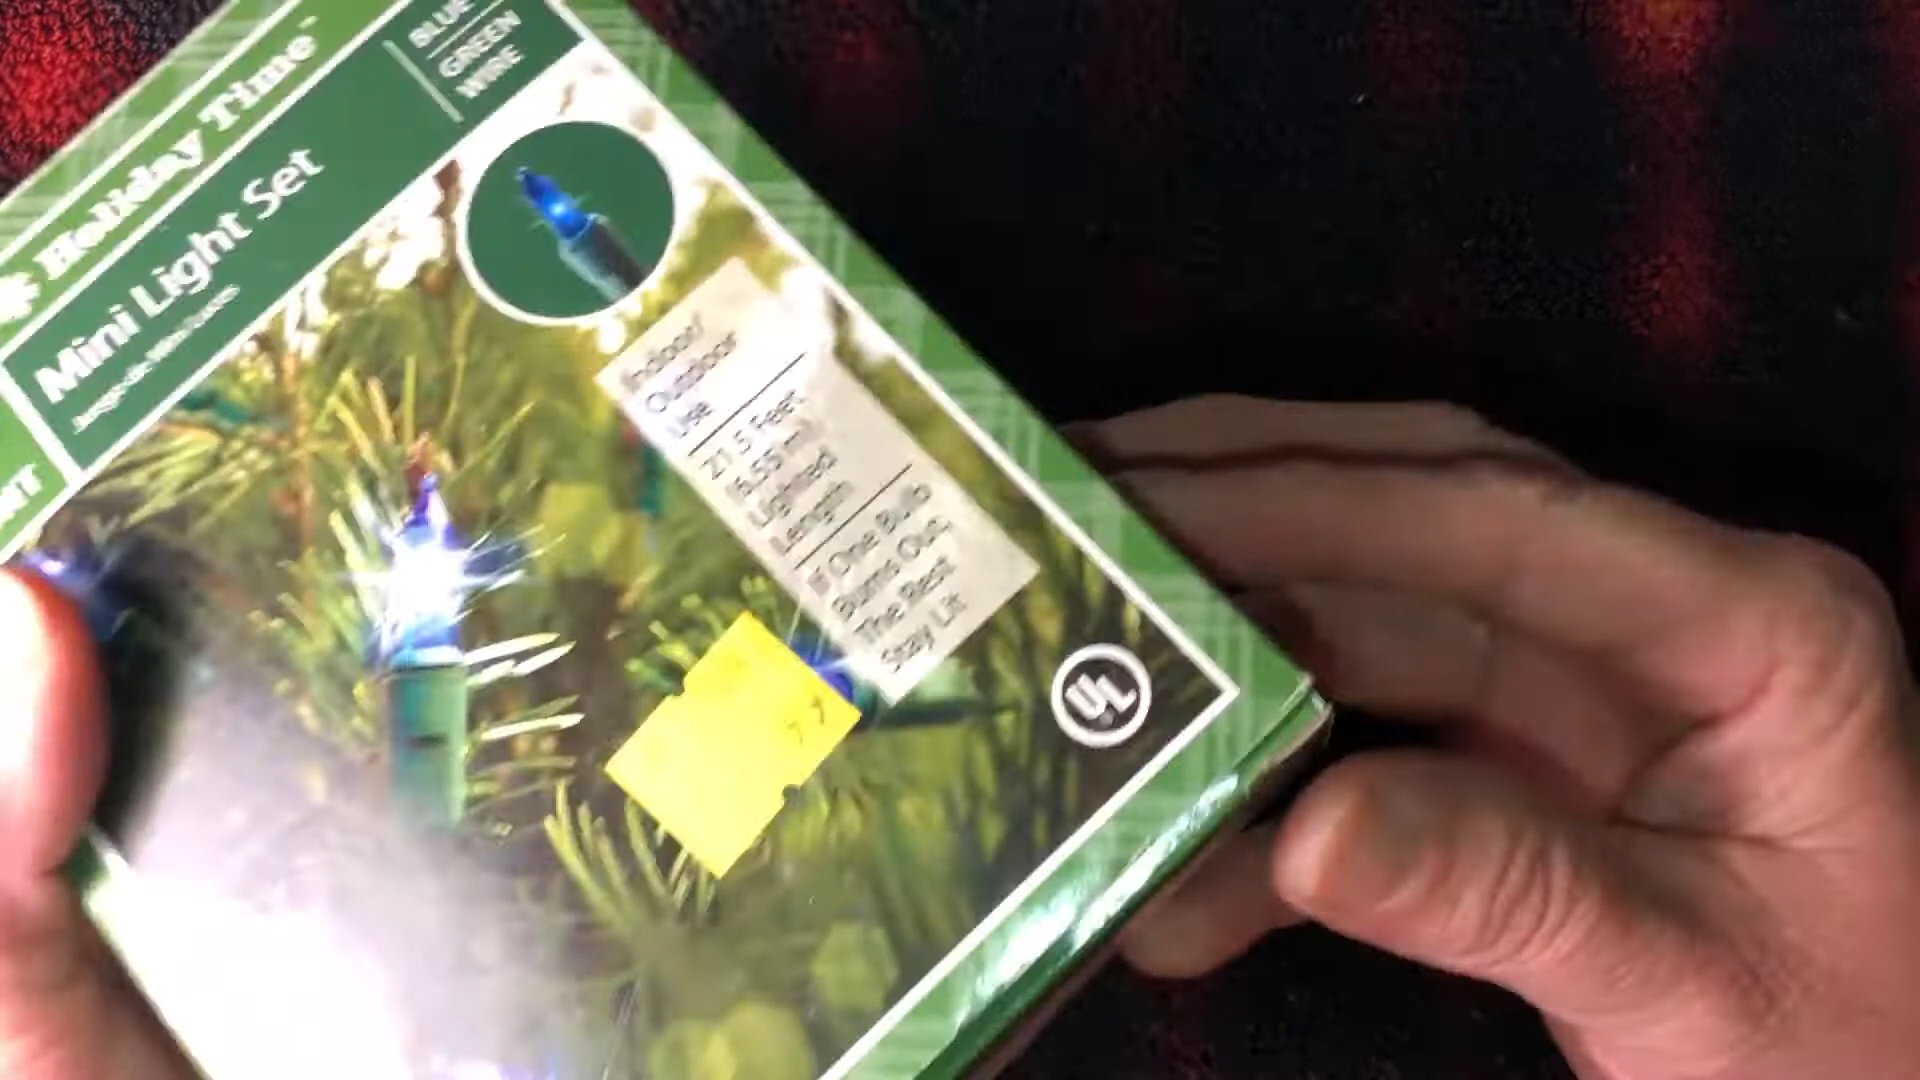 Holiday Time™
Mini Light Set
BLUE
GREEN
WIRE
Indoor/
Outdoor
Use
21.5 Feet
(6.55 m)
Lighted
Length
If One Bulb
Burns Out,
The Rest
Stay Lit
UL